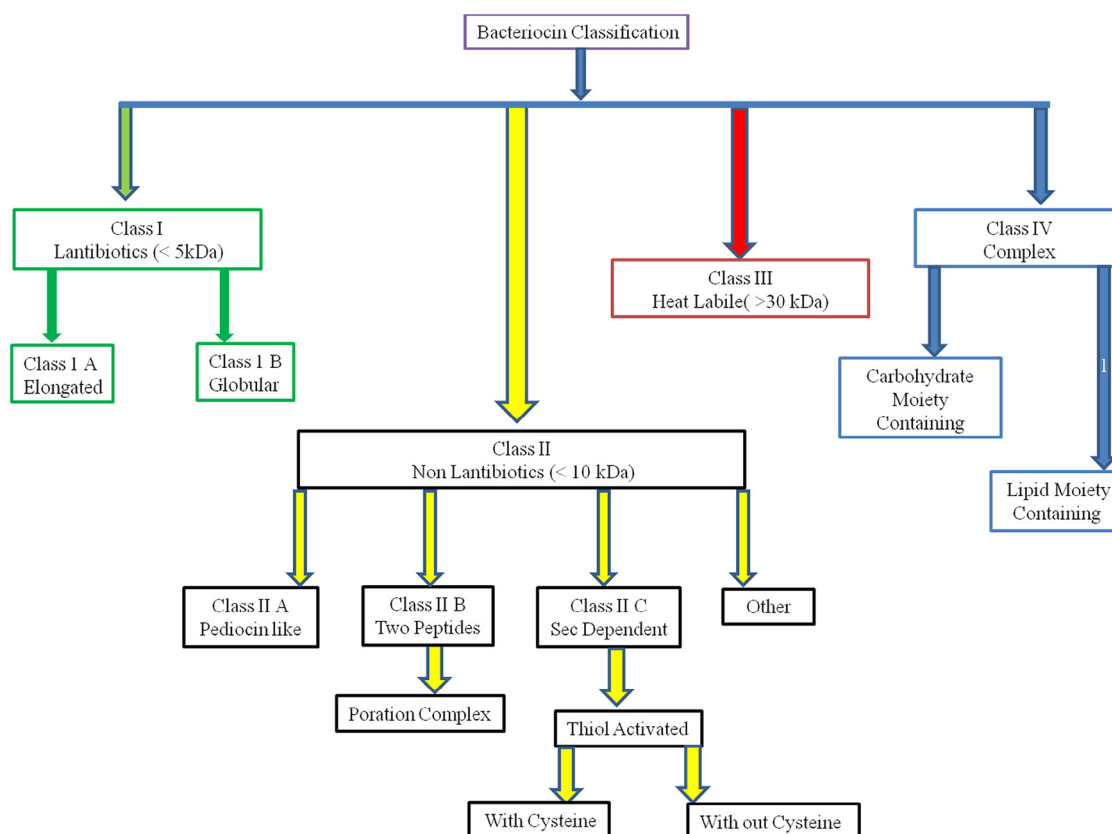 Bacteriocin Classification
Class I
Lantibiotics (< 5kDa)
Class IV
Complex
Class III
Heat Labile( >30 kDa)
Class 1 A
Elongated
Class 1 B
Globular
1
Carbohydrate
Moiety
Containing
Class II
Non Lantibiotics (< 10 kDa)
Lipid Moiety
Containing
Class II A
Pediocin like
Class II B
Two Peptides
Class II C
Sec Dependent
Other
Poration Complex
Thiol Activated
With Cysteine
With out Cysteine